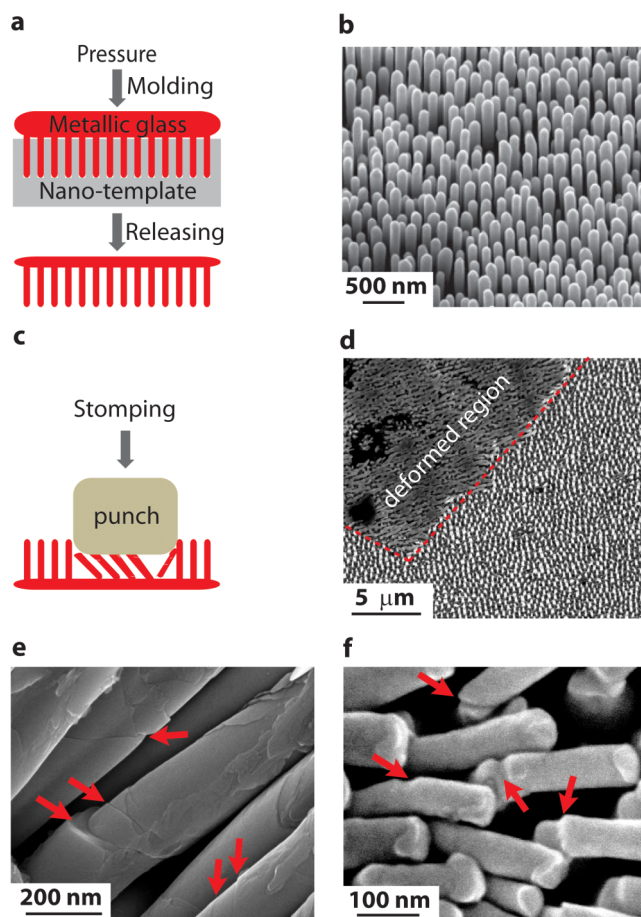 a
Pressure
Molding
Metallic glass
Nano-template
Releasing
b
500 nm
c
Stomping
punch
d
deformed region
5 μm
e
200 nm
f
100 nm